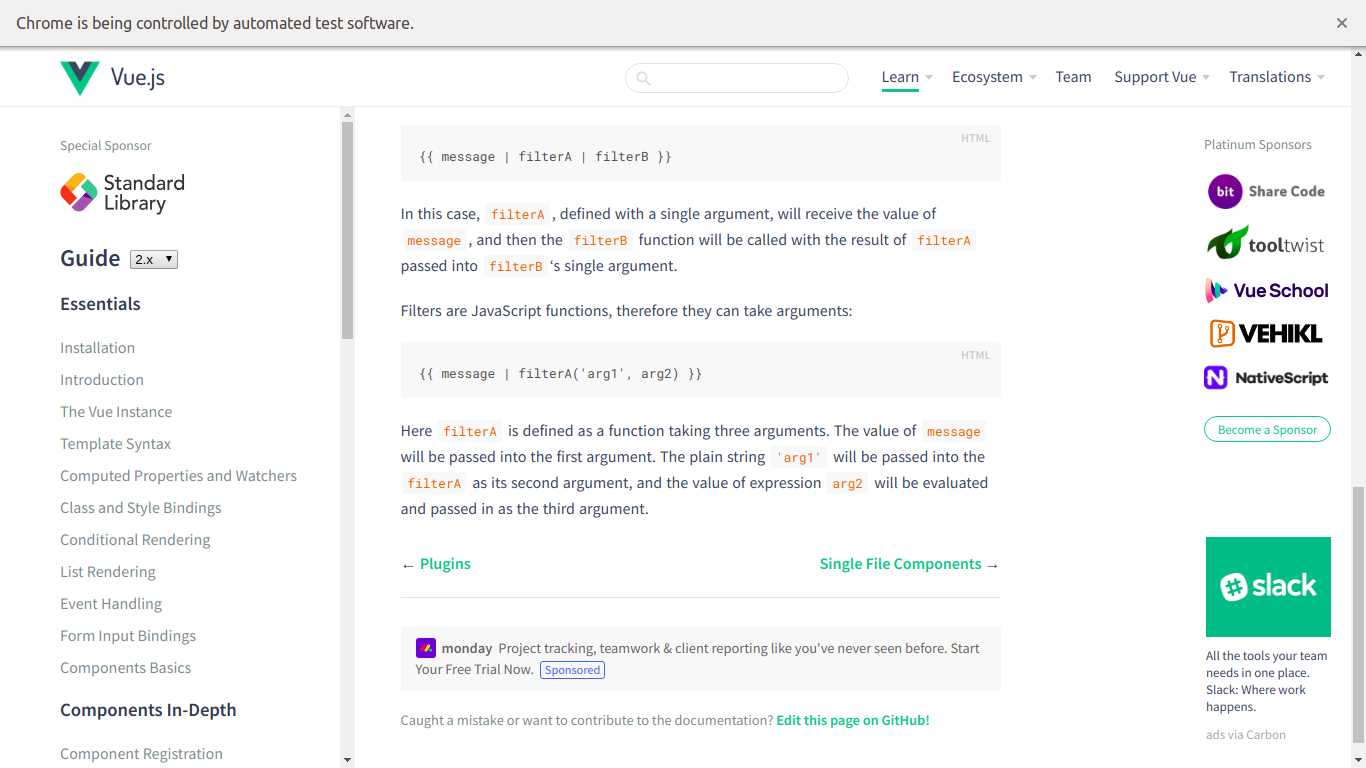 Chrome is being controlled by automated test software.
Vue.js
Learn
Ecosystem
Team
Support Vue
Translations
Special Sponsor
Standard
Library
Guide 2.x
Essentials
Installation
Introduction
The Vue Instance
Template Syntax
Computed Properties and Watchers
Class and Style Bindings
Conditional Rendering
List Rendering
Event Handling
Form Input Bindings
Components Basics
Components In-Depth
Component Registration
HTML
{{ message | filterA | filterB }}
In this case, filterA , defined with a single argument, will receive the value of
message , and then the filterB function will be called with the result of filterA
passed into filterB ‘s single argument.
Filters are JavaScript functions, therefore they can take arguments:
HTML
{{ message | filterA('arg1', arg2) }}
Here filterA is defined as a function taking three arguments. The value of message
will be passed into the first argument. The plain string 'arg1' will be passed into the
filterA as its second argument, and the value of expression arg2 will be evaluated
and passed in as the third argument.
← Plugins
Single File Components →
monday Project tracking, teamwork & client reporting like you've never seen before. Start
Your Free Trial Now. Sponsored
Caught a mistake or want to contribute to the documentation? Edit this page on GitHub!
Platinum Sponsors
bit Share Code
tooltwist
Vue School
VEHIKL
NativeScript
Become a Sponsor
slack
All the tools your team
needs in one place.
Slack: Where work
happens.
ads via Carbon